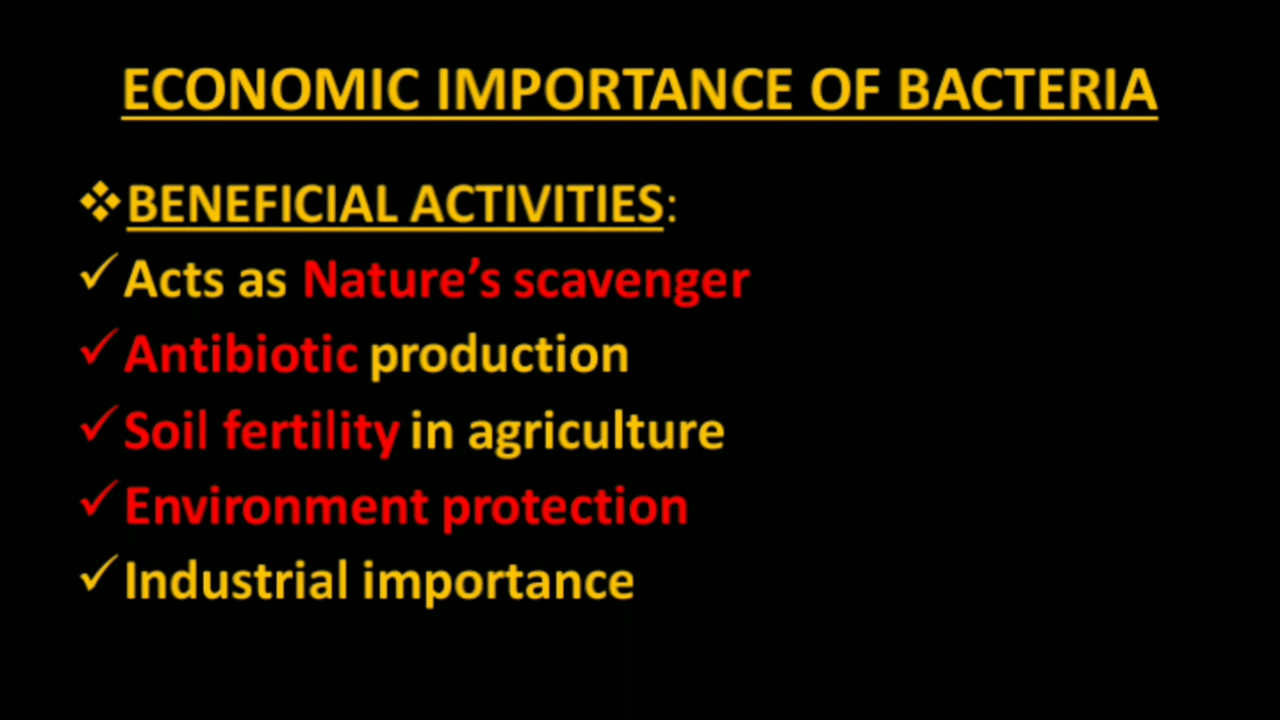 ECONOMIC IMPORTANCE OF BACTERIA
❖BENEFICIAL ACTIVITIES:
✓Acts as Nature’s scavenger
✓Antibiotic production
✓Soil fertility in agriculture
✓Environment protection
✓Industrial importance